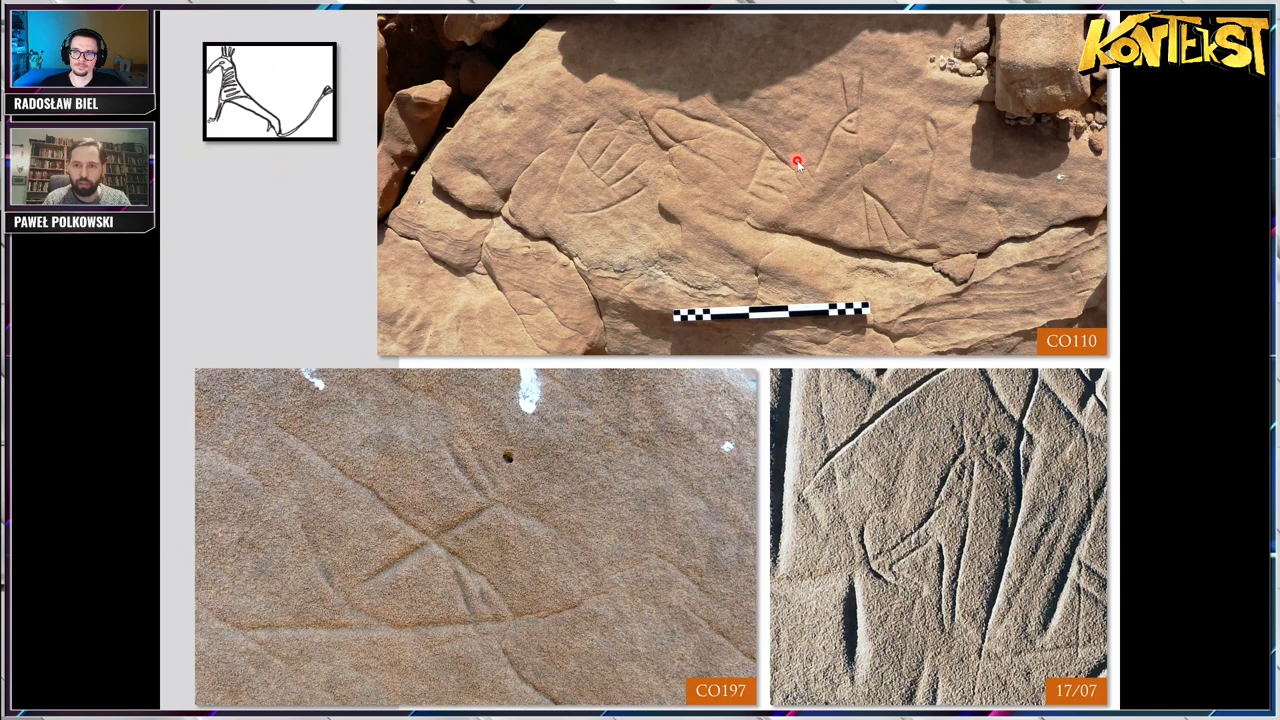 RADOSŁAW BIEL
PAWEŁ POLKOWSKI
KONTEKST
CO110
CO197
17/07